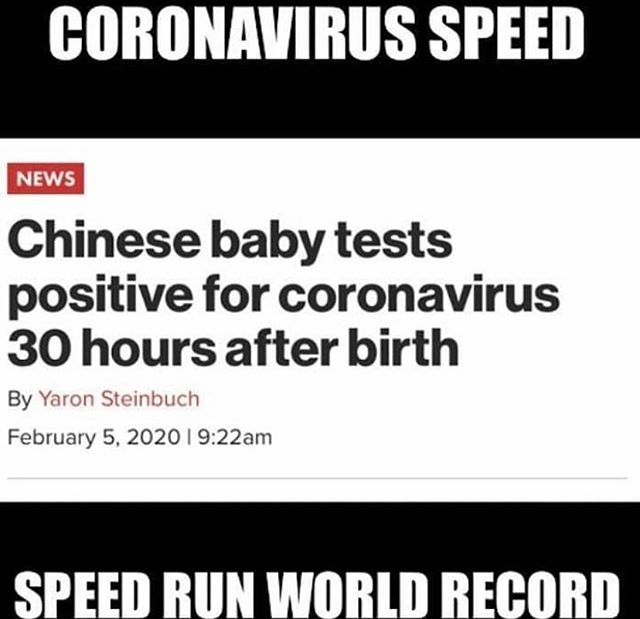 CORONAVIRUS SPEED
NEWS
Chinese baby tests
positive for coronavirus
30 hours after birth
By Yaron Steinbuch
February 5, 2020 | 9:22am
SPEED RUN WORLD RECORD